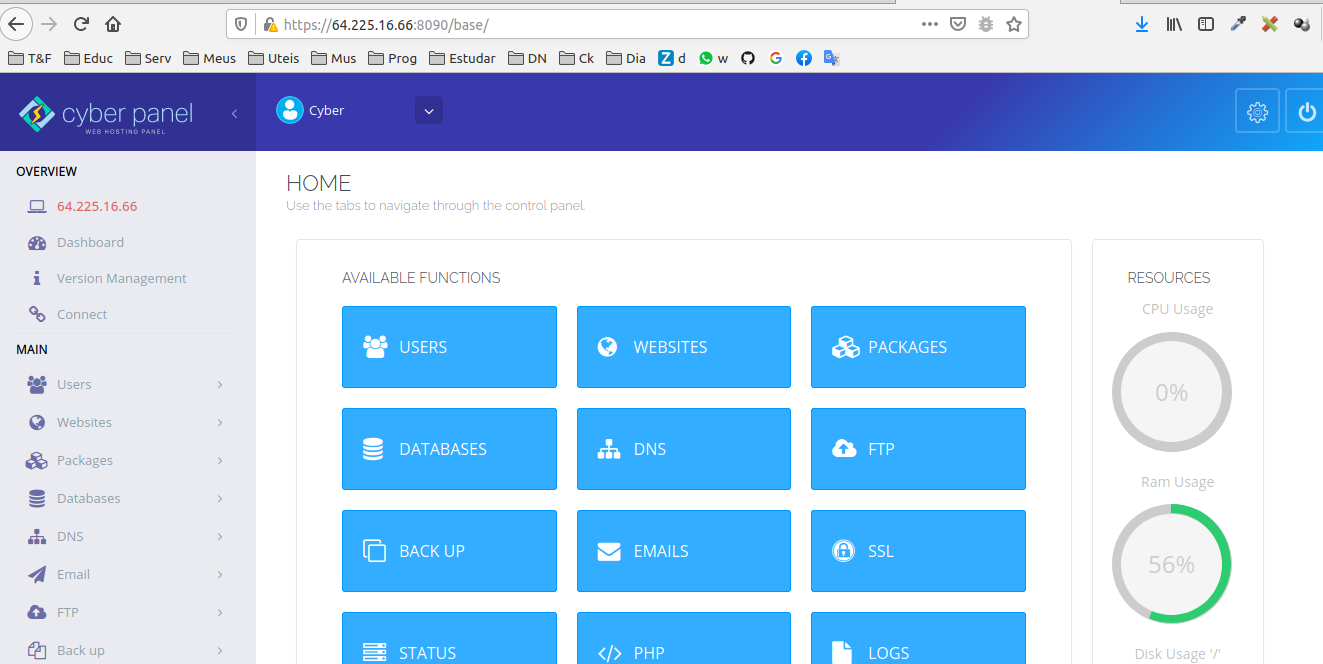 https://64.225.16.66:8090/base/
T&F Educ Serv Meus Uteis Mus Prog Estudar DN Ck Dia Z d w G
cyber panel
WEB HOSTING PANEL
Cyber
OVERVIEW
64.225.16.66
Dashboard
Version Management
Connect
MAIN
Users
Websites
Packages
Databases
DNS
Email
FTP
Back up
HOME
Use the tabs to navigate through the control panel.
AVAILABLE FUNCTIONS
USERS WEBSITES PACKAGES
DATABASES DNS FTP
BACK UP EMAILS SSL
STATUS PHP LOGS
RESOURCES
CPU Usage
0%
Ram Usage
56%
Disk Usage '/'